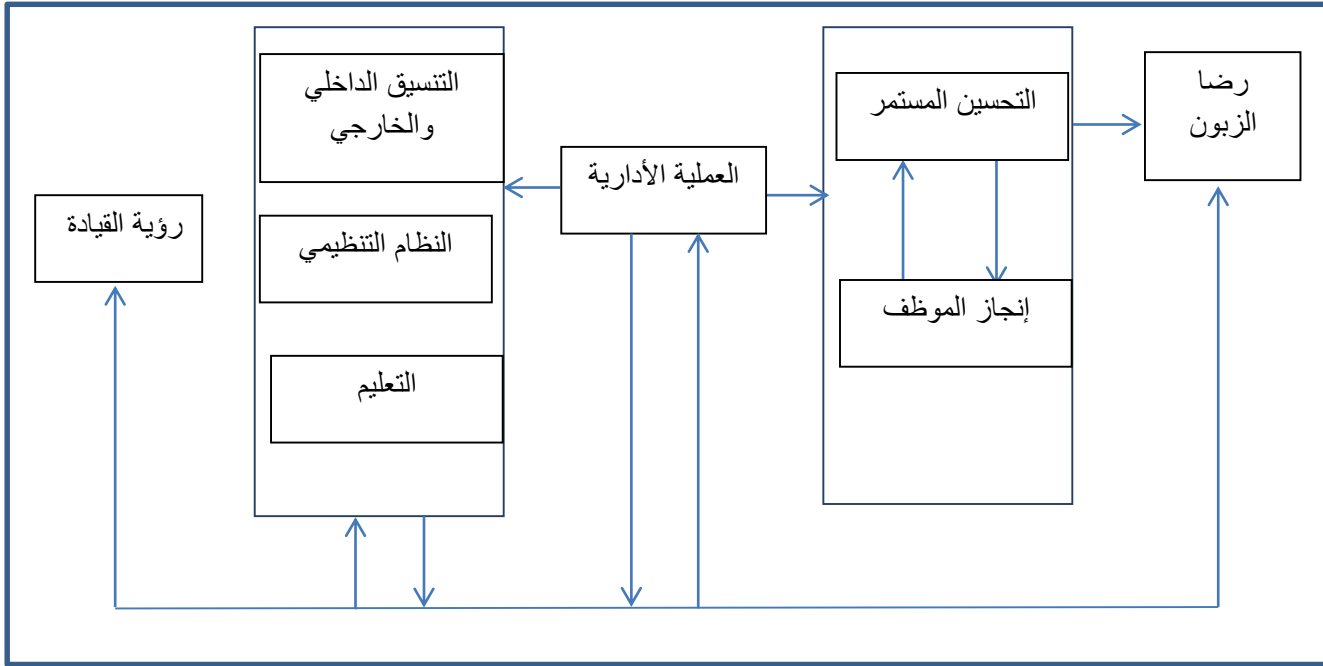 رضا
الزبون
التحسين المستمر
إنجاز الموظف
العملية الأدارية
التنسيق الداخلي
والخارجي
النظام التنظيمي
التعليم
رؤية القيادة